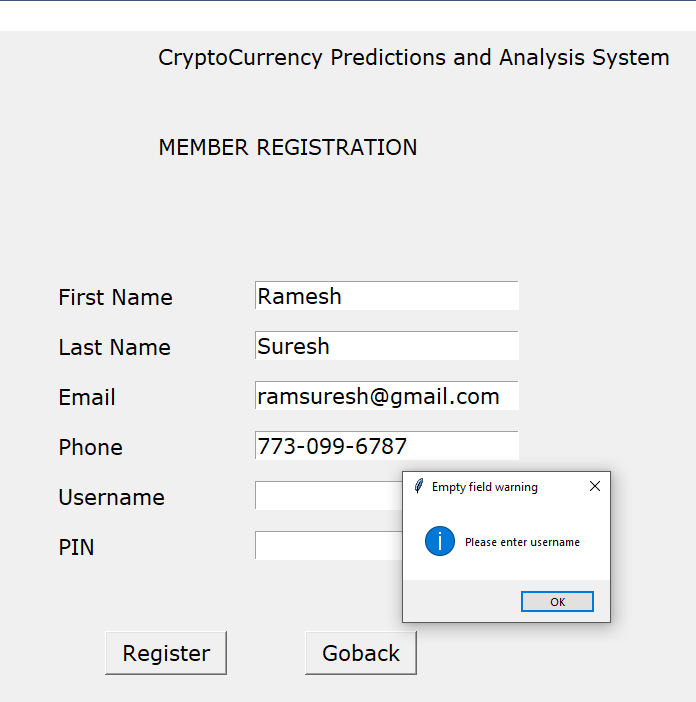 CryptoCurrency Predictions and Analysis System
MEMBER REGISTRATION
First Name Ramesh
Last Name Suresh
Email ramsuresh@gmail.com
Phone 773-099-6787
Username
Empty field warning
Please enter username
PIN
OK
Register Goback